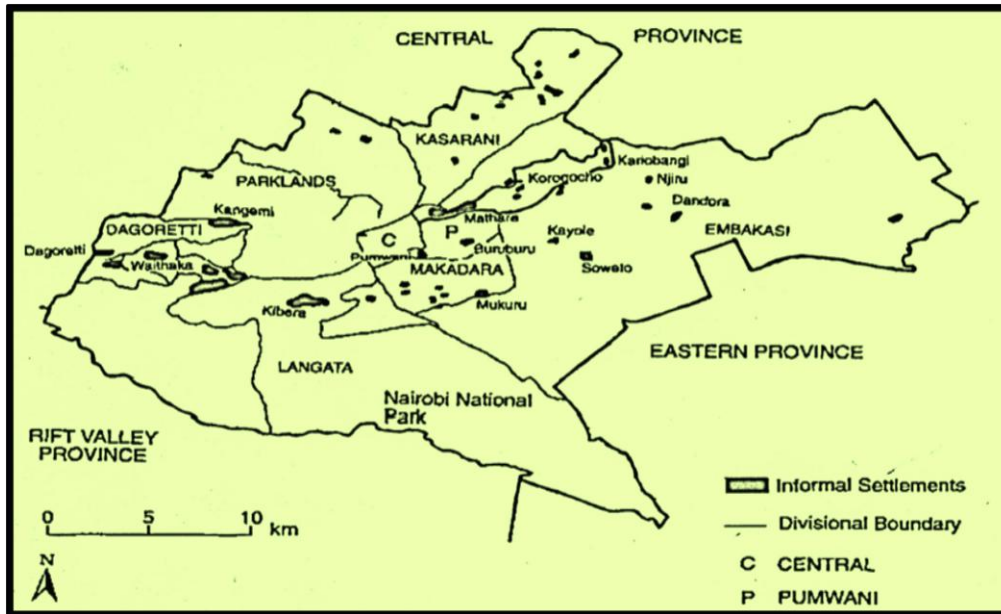 CENTRAL PROVINCE
KASARANI
Kariobangi
Korogocho
Njiru
PARKLANDS
Dandora
Kangemi
Mathare
DAGORETTI
P
EMBAKASI
C
Kayole
Dagoretti
Buruburu
Pumwani
Waithaka
MAKADARA
Soweto
Mukuru
Kibera
EASTERN PROVINCE
LANGATA
Nairobi National
Park
RIFT VALLEY
PROVINCE
Informal Settlements
0 5 10
km
Divisional Boundary
N
C CENTRAL
P PUMWANI